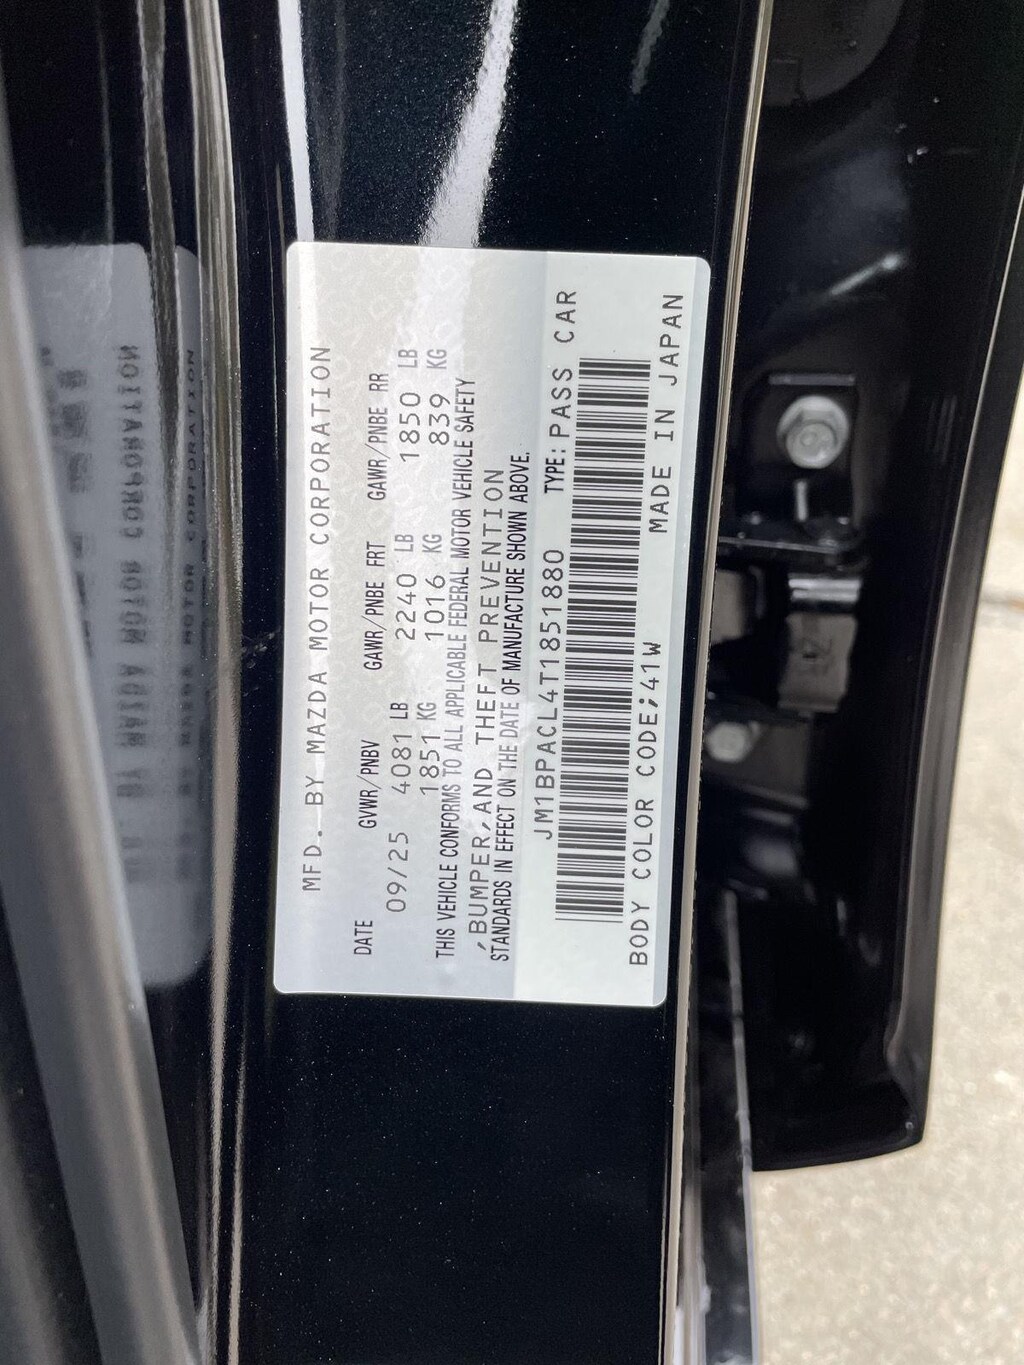 MFD. BY MAZDA MOTOR CORPORATION
DATE GVWR/PNBV GAWR/PNBE FRT GAWR/PNBE RR
09/25 4081 LB 2240 LB 1850 LB
1851 KG 1016 KG 839 KG
THIS VEHICLE CONFORMS TO ALL APPLICABLE FEDERAL MOTOR VEHICLE SAFETY
,BUMPER,AND THEFT PREVENTION
STANDARDS IN EFFECT ON THE DATE OF MANUFACTURE SHOWN ABOVE.
JM1BPACL4T1851880 TYPE: PASS CAR
BODY COLOR CODE;41W MADE IN JAPAN